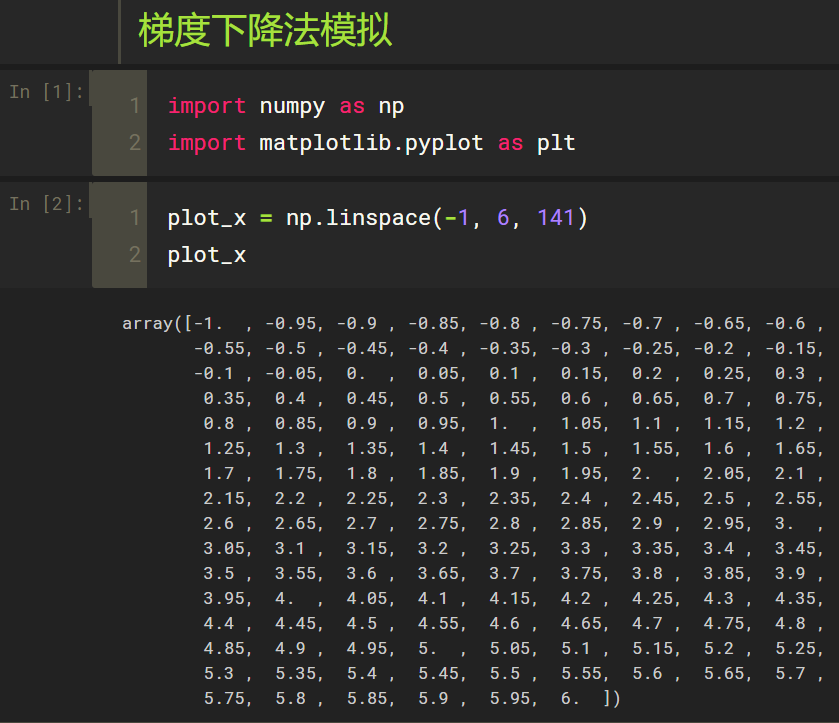 梯度下降法模拟
In [1]:
1 import numpy as np
2 import matplotlib.pyplot as plt
In [2]:
1 plot_x = np.linspace(-1, 6, 141)
2 plot_x
array([-1.  , -0.95, -0.9 , -0.85, -0.8 , -0.75, -0.7 , -0.65, -0.6 ,
-0.55, -0.5 , -0.45, -0.4 , -0.35, -0.3 , -0.25, -0.2 , -0.15,
-0.1 , -0.05,  0.  ,  0.05,  0.1 ,  0.15,  0.2 ,  0.25,  0.3 ,
0.35,  0.4 ,  0.45,  0.5 ,  0.55,  0.6 ,  0.65,  0.7 ,  0.75,
0.8 ,  0.85,  0.9 ,  0.95,  1.  ,  1.05,  1.1 ,  1.15,  1.2 ,
1.25,  1.3 ,  1.35,  1.4 ,  1.45,  1.5 ,  1.55,  1.6 ,  1.65,
1.7 ,  1.75,  1.8 ,  1.85,  1.9 ,  1.95,  2.  ,  2.05,  2.1 ,
2.15,  2.2 ,  2.25,  2.3 ,  2.35,  2.4 ,  2.45,  2.5 ,  2.55,
2.6 ,  2.65,  2.7 ,  2.75,  2.8 ,  2.85,  2.9 ,  2.95,  3.  ,
3.05,  3.1 ,  3.15,  3.2 ,  3.25,  3.3 ,  3.35,  3.4 ,  3.45,
3.5 ,  3.55,  3.6 ,  3.65,  3.7 ,  3.75,  3.8 ,  3.85,  3.9 ,
3.95,  4.  ,  4.05,  4.1 ,  4.15,  4.2 ,  4.25,  4.3 ,  4.35,
4.4 ,  4.45,  4.5 ,  4.55,  4.6 ,  4.65,  4.7 ,  4.75,  4.8 ,
4.85,  4.9 ,  4.95,  5.  ,  5.05,  5.1 ,  5.15,  5.2 ,  5.25,
5.3 ,  5.35,  5.4 ,  5.45,  5.5 ,  5.55,  5.6 ,  5.65,  5.7 ,
5.75,  5.8 ,  5.85,  5.9 ,  5.95,  6.  ])